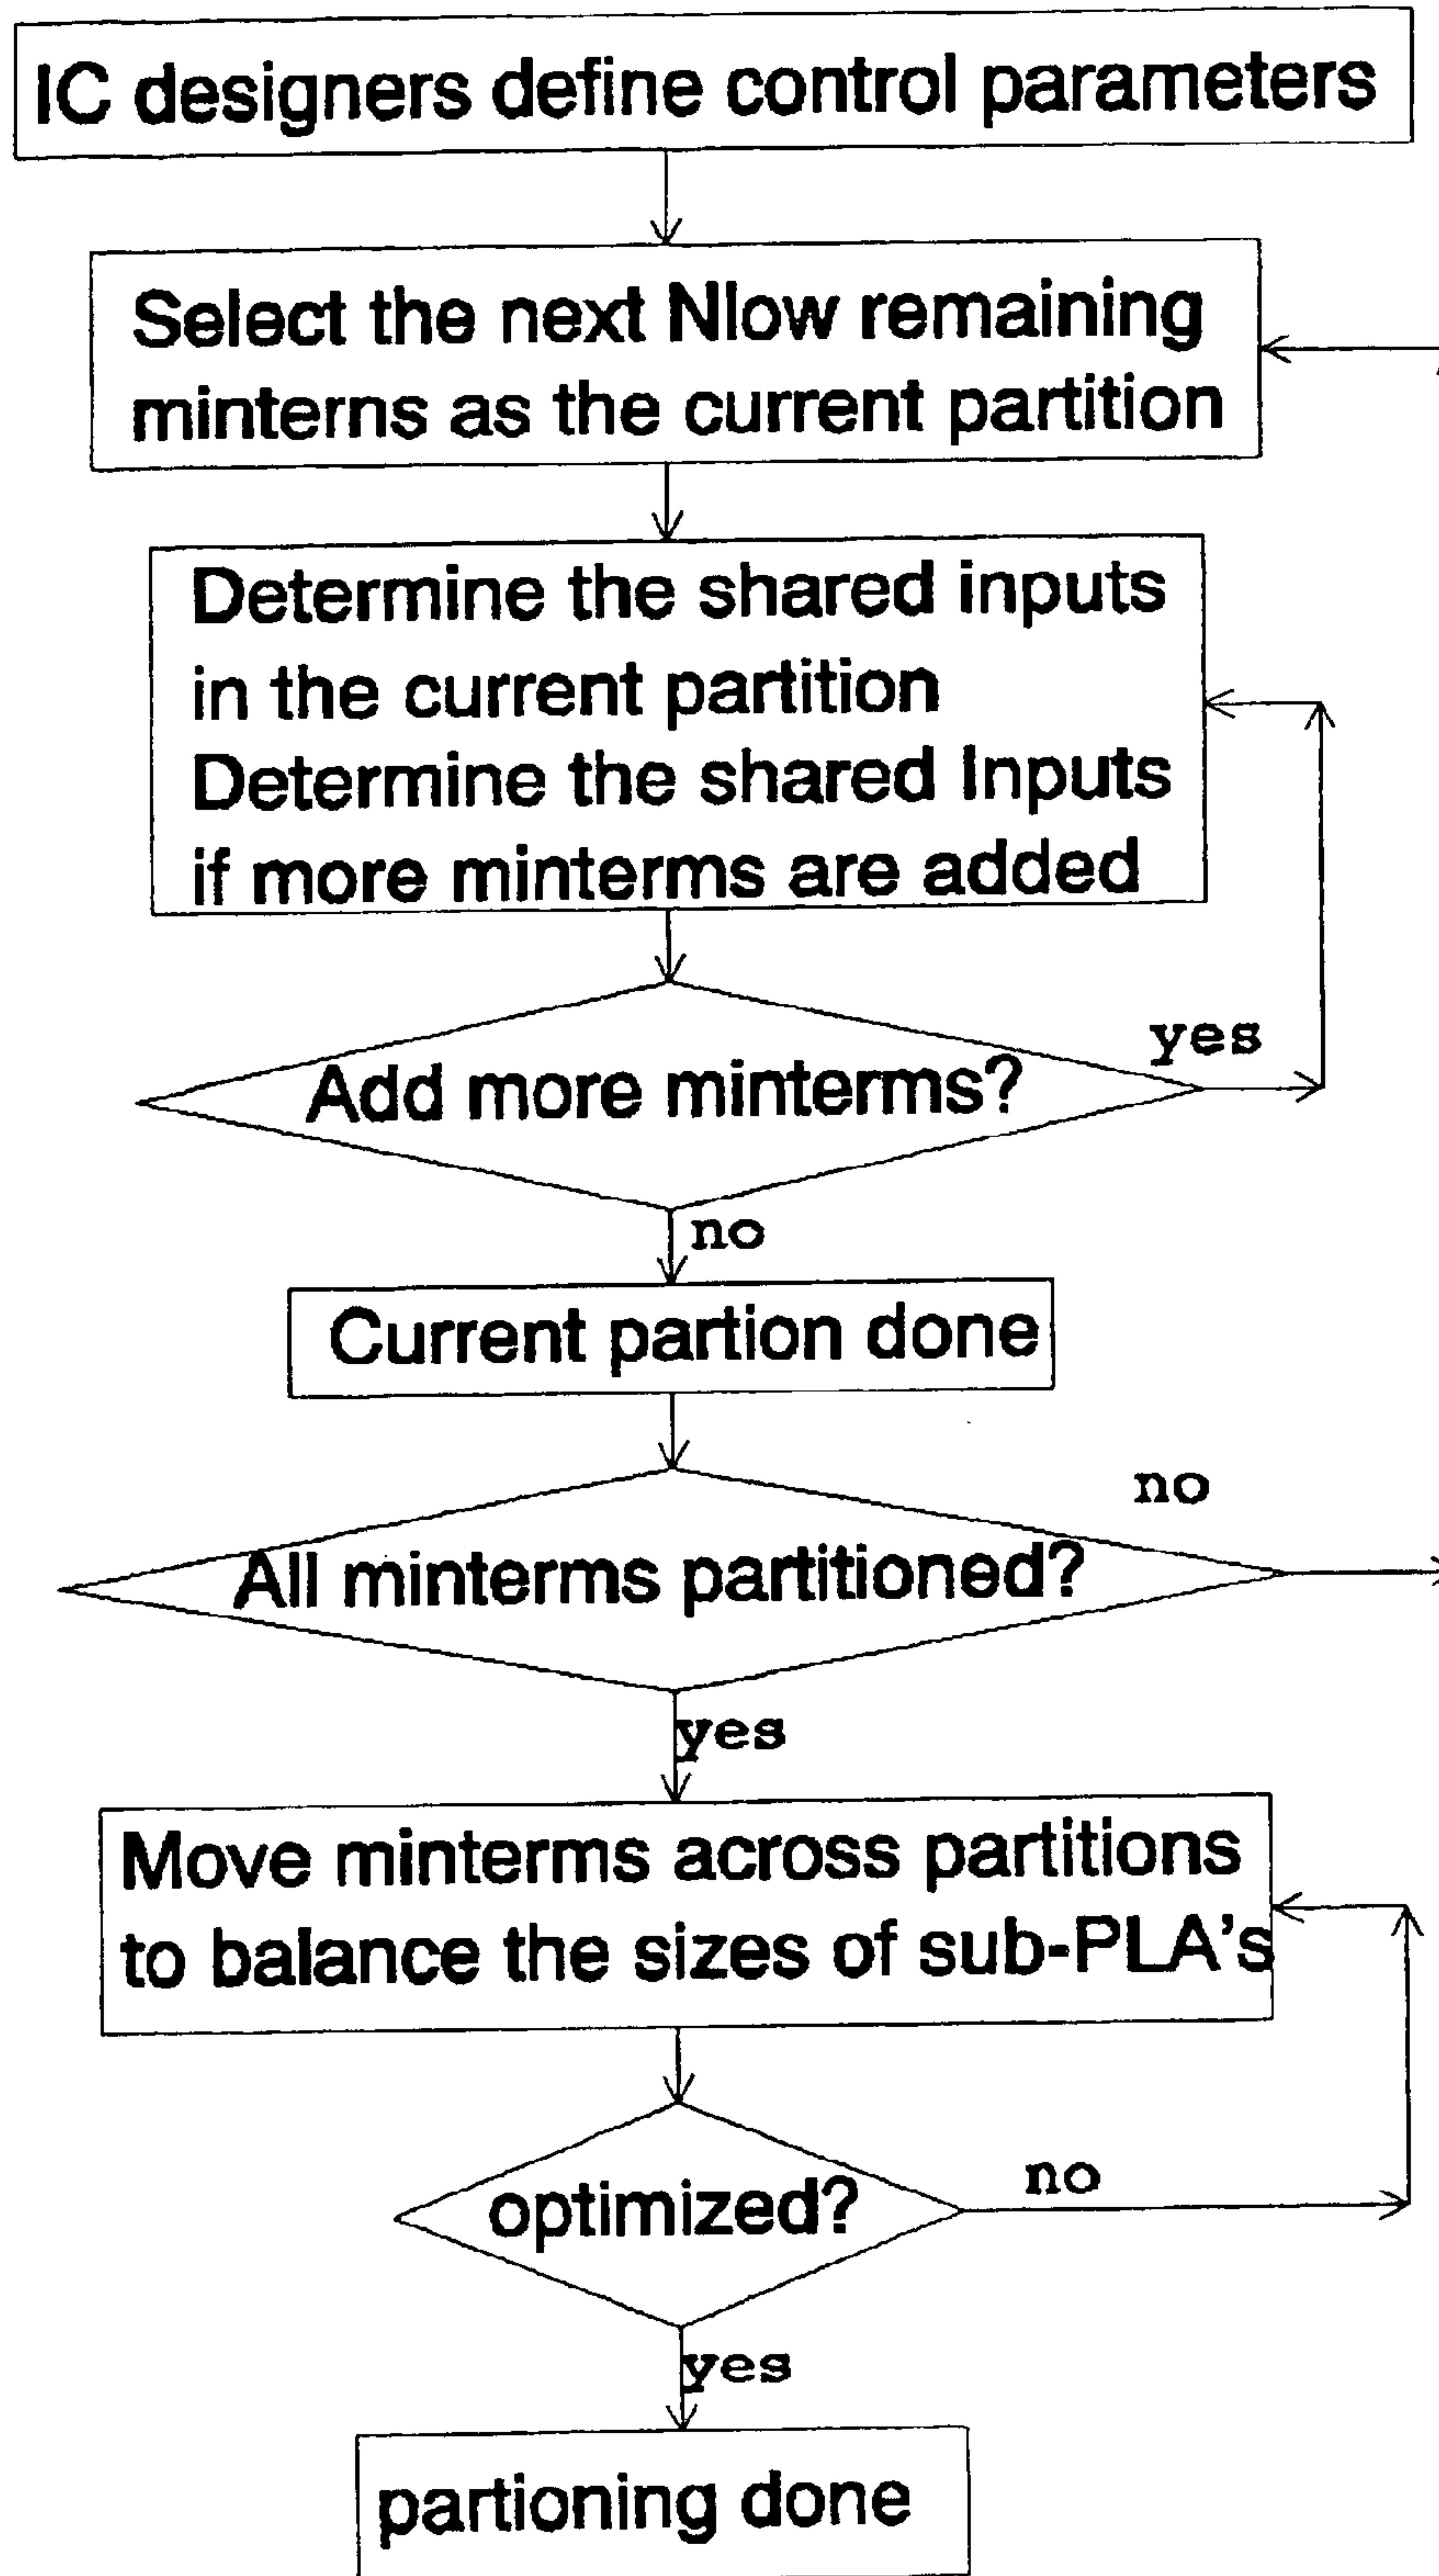 IC designers define control parameters
Select the next Nlow remaining
minterns as the current partition
Determine the shared inputs
in the current partition
Determine the shared Inputs
if more minterms are added
yes
Add more minterms?
no
Current partion done
no
All minterms partitioned?
yes
Move minterms across partitions
to balance the sizes of sub-PLA's
no
optimized?
yes
partioning done